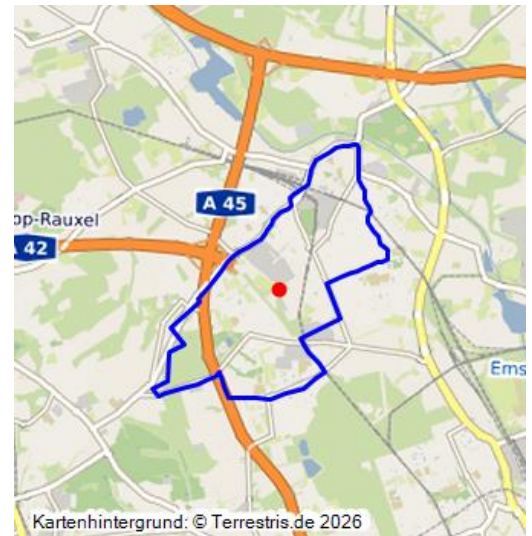 A 45
op-Rauxel
A 42
Ems
Kartenhintergrund: © Terrestris.de 2026